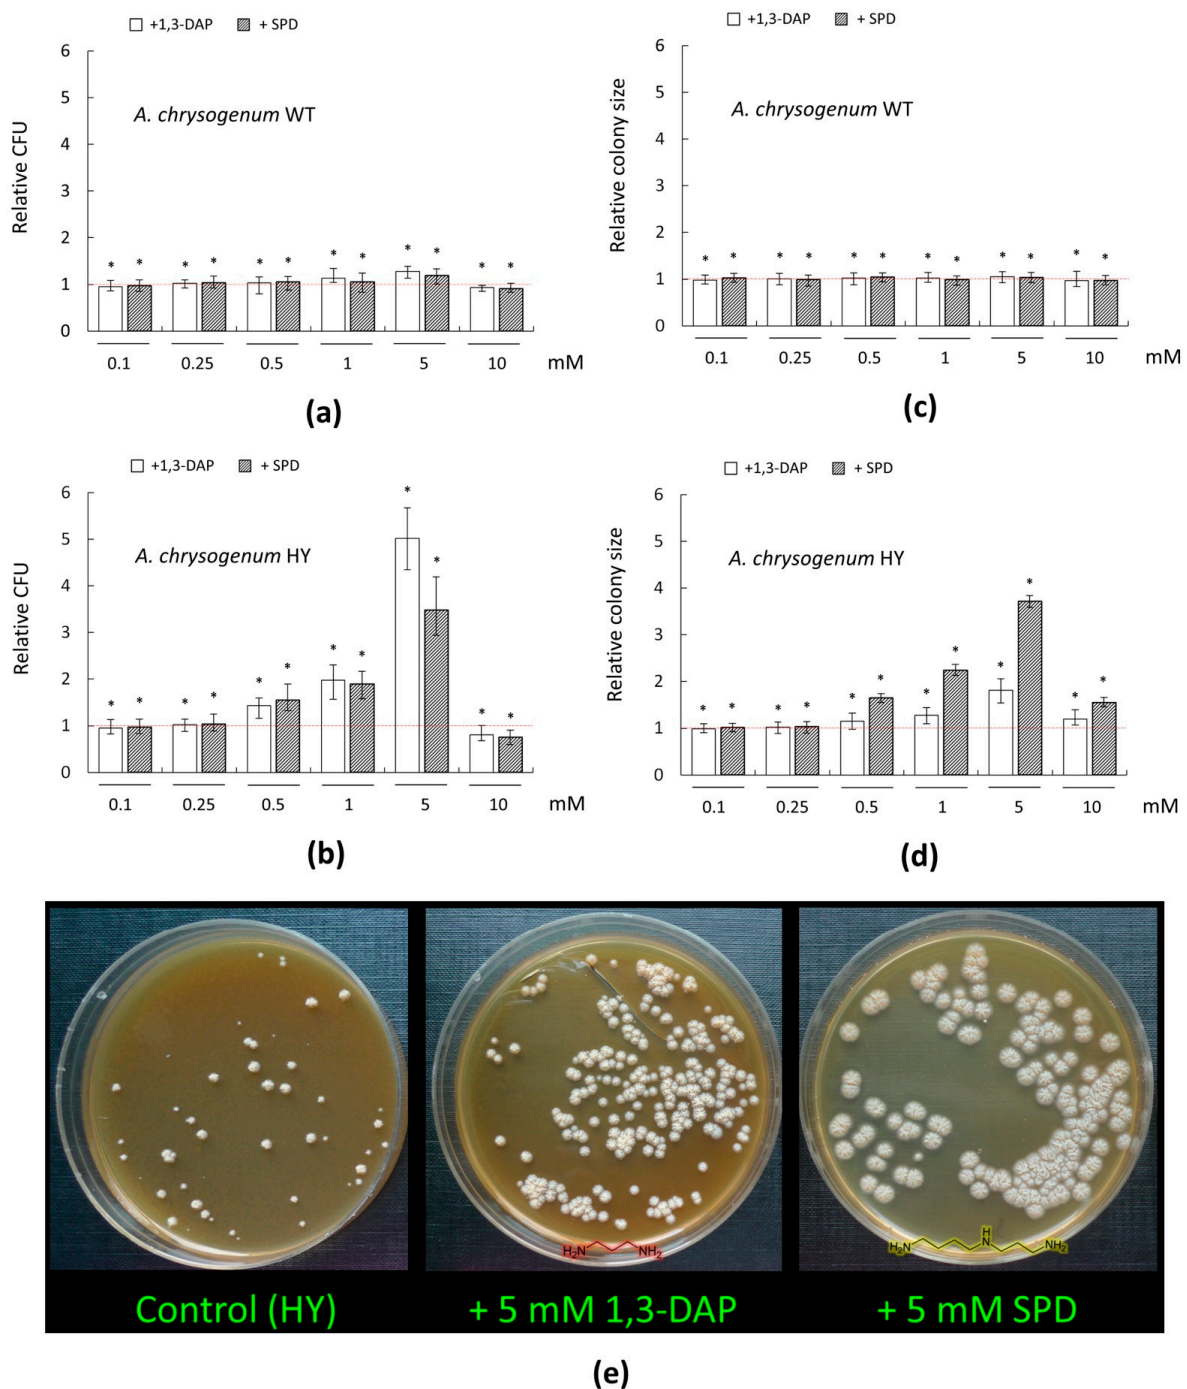 +1,3-DAP + SPD
6
5
4
3
2
1
0
Relative CFU
A. chrysogenum WT
* * * * * * * * * * * *
0.1 0.25 0.5 1 5 10 mM
(a)
+1,3-DAP + SPD
6
5
4
3
2
1
0
Relative colony size
A. chrysogenum WT
* * * * * * * * * * * *
0.1 0.25 0.5 1 5 10 mM
(c)
+1,3-DAP + SPD
6
5
4
3
2
1
0
Relative CFU
A. chrysogenum HY
* * * * * * * * * * * *
0.1 0.25 0.5 1 5 10 mM
(b)
+1,3-DAP + SPD
6
5
4
3
2
1
0
Relative colony size
A. chrysogenum HY
* * * * * * * * * * * *
0.1 0.25 0.5 1 5 10 mM
(d)
H₂N NH₂
H₂N H N NH₂
Control (HY) + 5 mM 1,3-DAP + 5 mM SPD
(e)